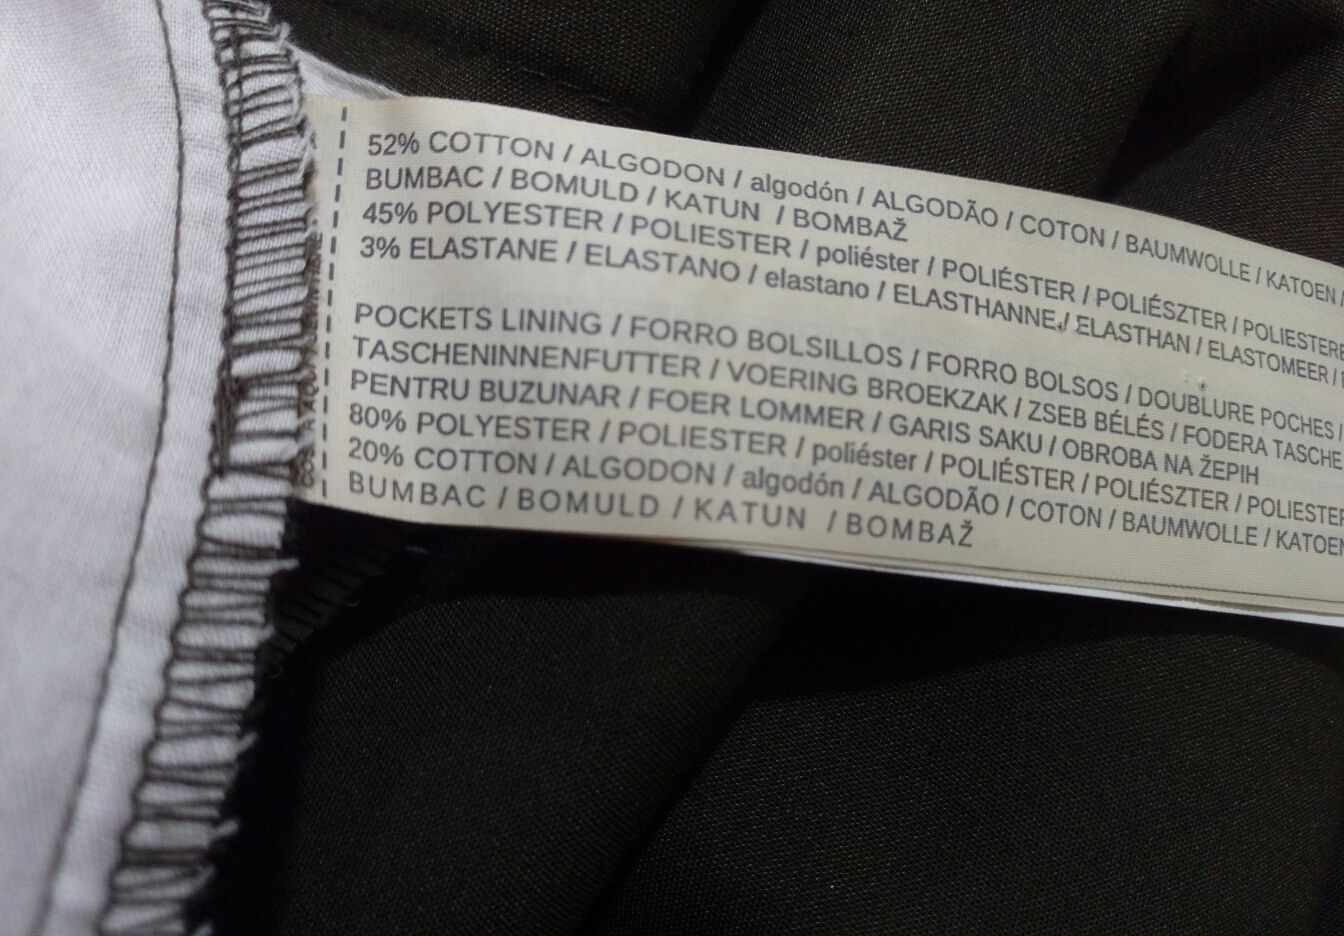 52% COTTON / ALGODON / algodón / ALGODÃO / COTON / BAUMWOLLE / KATOEN /
BUMBAC / BOMULD / KATUN / BOMBAŽ
45% POLYESTER / POLIESTER / poliéster / POLIÉSTER / POLIÉSZTER / POLIESTERE
3% ELASTANE / ELASTANO / elastano / ELASTHANNE / ELASTHAN / ELASTOMEER /
POCKETS LINING / FORRO BOLSILLOS / FORRO BOLSOS / DOUBLURE POCHES /
TASCHENINNENFUTTER / VOERING BROEKZAK / ZSEB BÉLÉS / FODERA TASCHE
PENTRU BUZUNAR / FOER LOMMER / GARIS SAKU / OBROBA NA ŽEPIH
80% POLYESTER / POLIESTER / poliéster / POLIÉSTER / POLIÉSZTER / POLIESTER
20% COTTON / ALGODON / algodón / ALGODÃO / COTON / BAUMWOLLE / KATOEN
BUMBAC / BOMULD / KATUN / BOMBAŽ